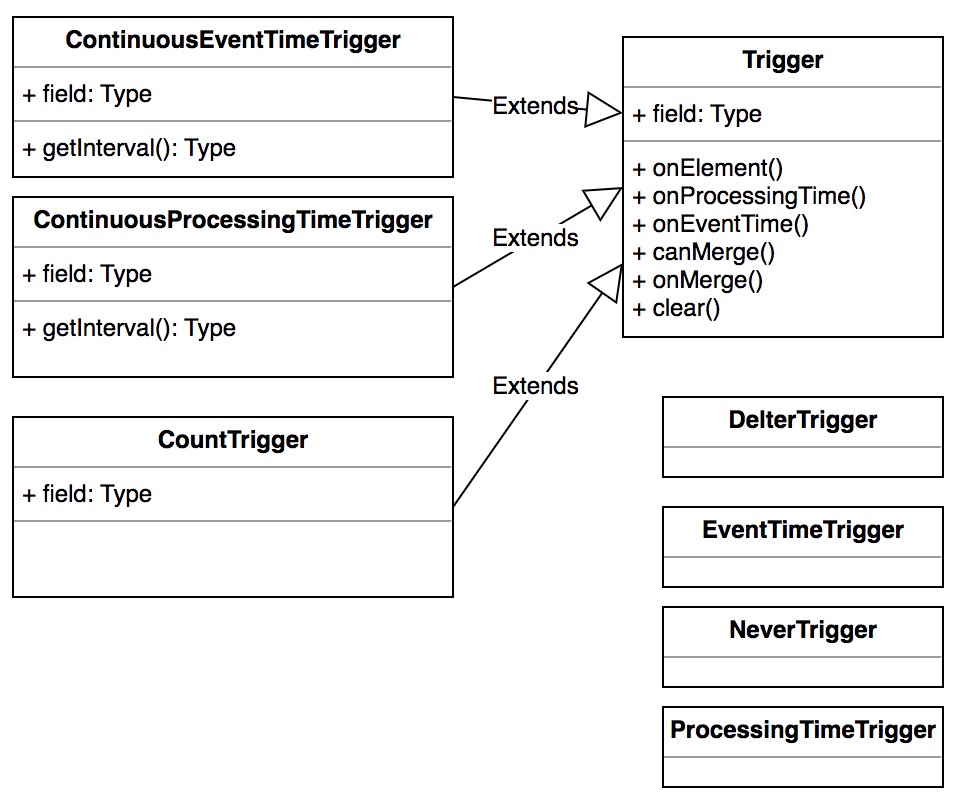 ContinuousEventTimeTrigger
+ field: Type
+ getInterval(): Type
Extends
Trigger
+ field: Type
+ onElement()
+ onProcessingTime()
+ onEventTime()
+ canMerge()
+ onMerge()
+ clear()
ContinuousProcessingTimeTrigger
+ field: Type
+ getInterval(): Type
Extends
CountTrigger
+ field: Type
Extends
DelterTrigger
EventTimeTrigger
NeverTrigger
ProcessingTimeTrigger